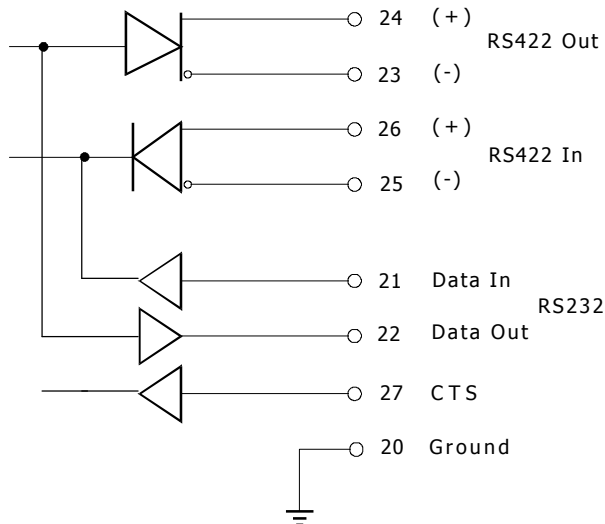 24 (+)
RS422 Out
23 (-)
26 (+)
RS422 In
25 (-)
21 Data In
RS232
22 Data Out
27 CTS
20 Ground